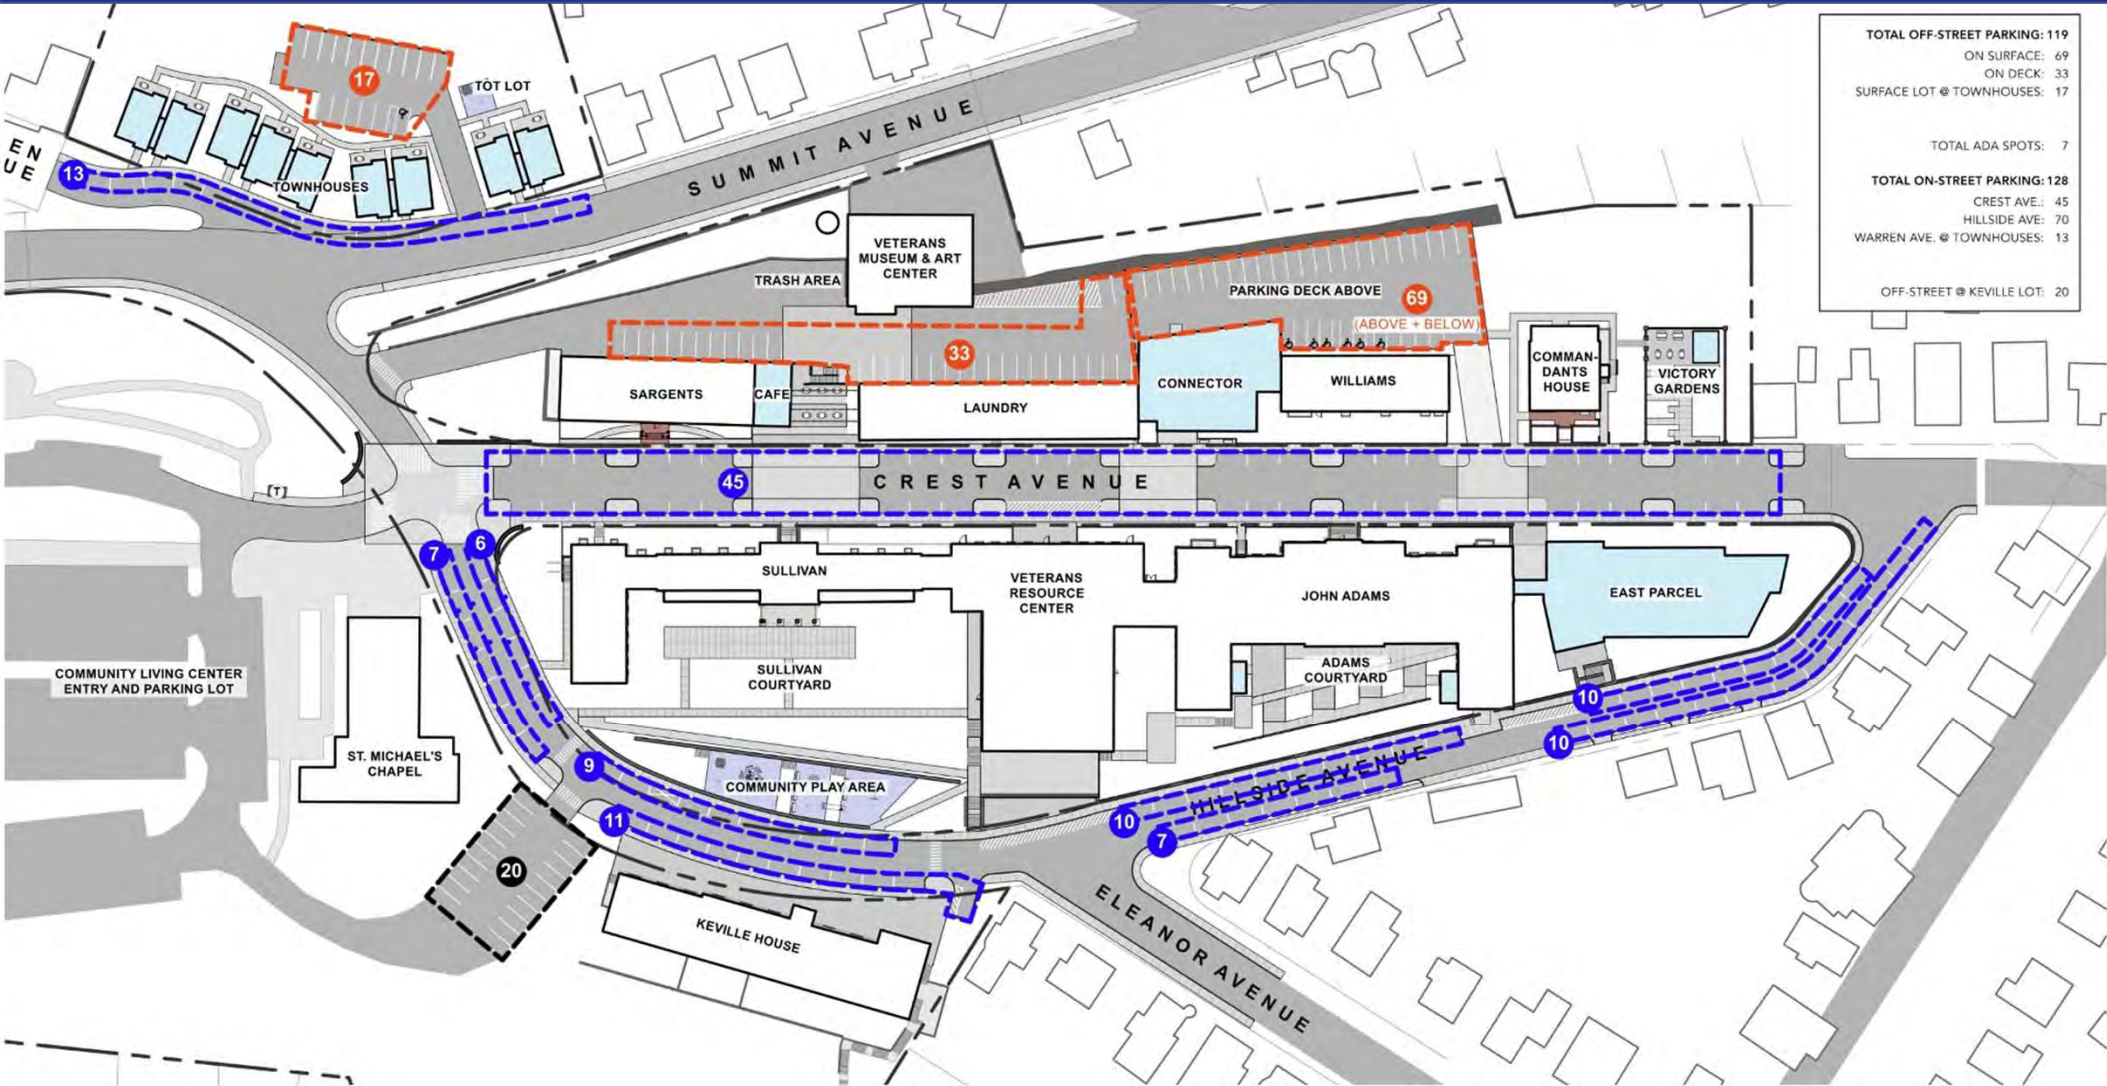 TOTAL OFF-STREET PARKING: 119
ON SURFACE: 69
ON DECK: 33
SURFACE LOT @ TOWNHOUSES: 17
TOTAL ADA SPOTS: 7
TOTAL ON-STREET PARKING: 128
CREST AVE.: 45
HILLSIDE AVE: 70
WARREN AVE. @ TOWNHOUSES: 13
OFF-STREET @ KEVILLE LOT: 20
17
TOT LOT
EN
UE
13
TOWNHOUSES
SUMMIT AVENUE
VETERANS
MUSEUM & ART
CENTER
TRASH AREA
PARKING DECK ABOVE
69
(ABOVE + BELOW)
33
SARGENTS
CAFE
LAUNDRY
CONNECTOR
WILLIAMS
COMMAN-
DANTS
HOUSE
VICTORY
GARDENS
45
CREST AVENUE
[T]
7
6
SULLIVAN
VETERANS
RESOURCE
CENTER
JOHN ADAMS
EAST PARCEL
COMMUNITY LIVING CENTER
ENTRY AND PARKING LOT
SULLIVAN
COURTYARD
ADAMS
COURTYARD
10
10
ST. MICHAEL'S
CHAPEL
9
COMMUNITY PLAY AREA
11
HILLSIDE AVENUE
10
7
20
KEVILLE HOUSE
ELEANOR AVENUE